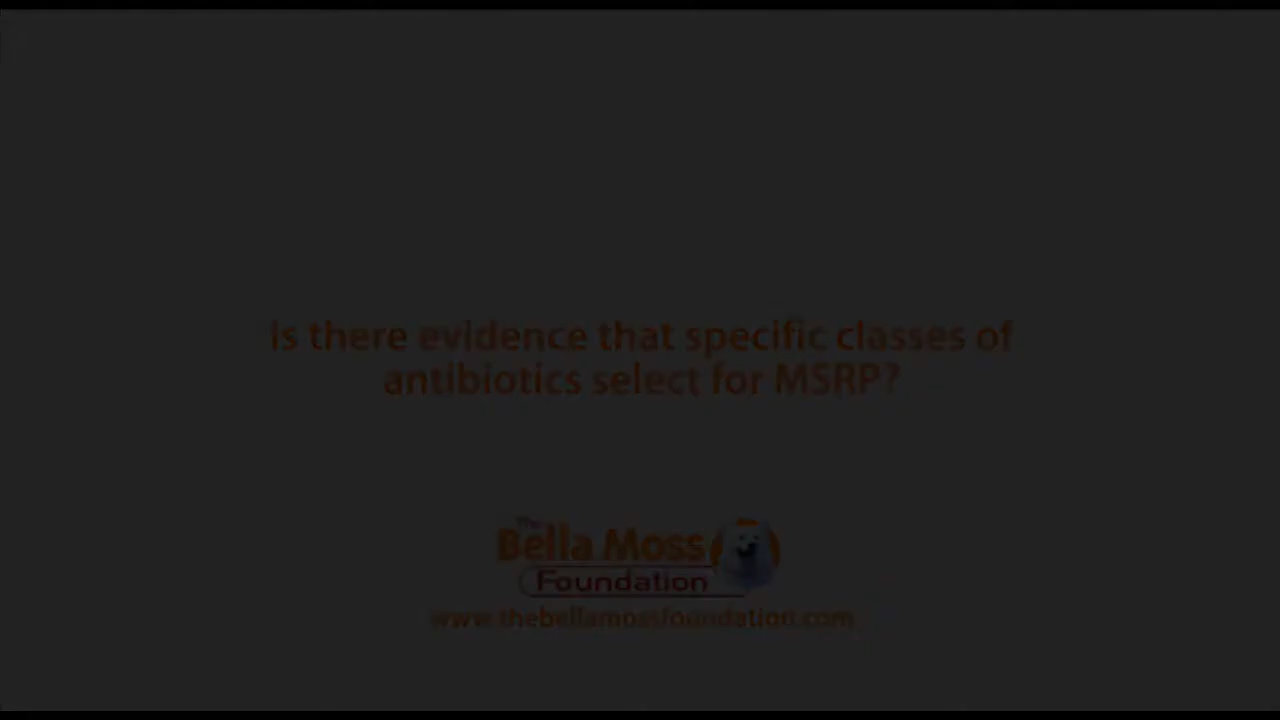 Is there evidence that specific classes of
antibiotics select for MSRP?
The
Bella Moss
Foundation
www.thebellamossfoundation.com